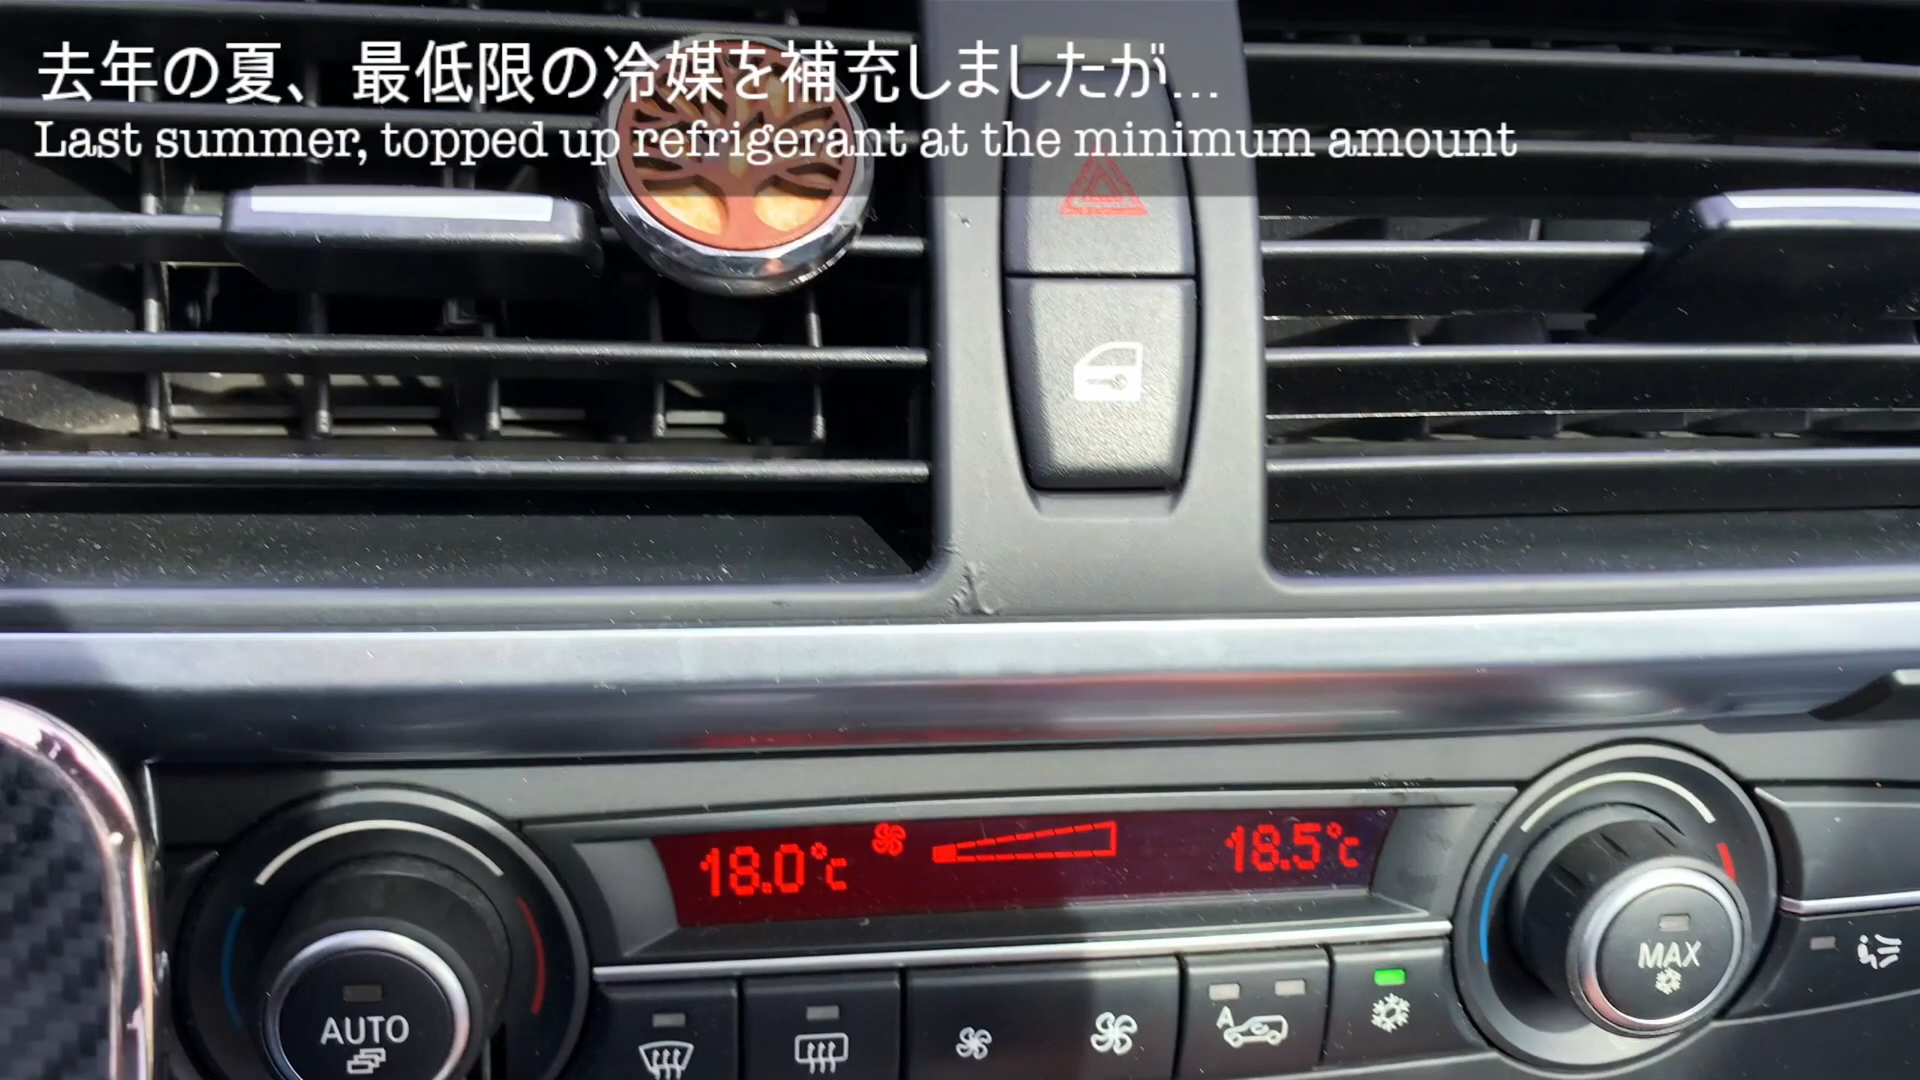 去年の夏、最低限の冷媒を補充しましたが...
Last summer, topped up refrigerant at the minimum amount
18.0°c
18.5°c
AUTO
A
MAX